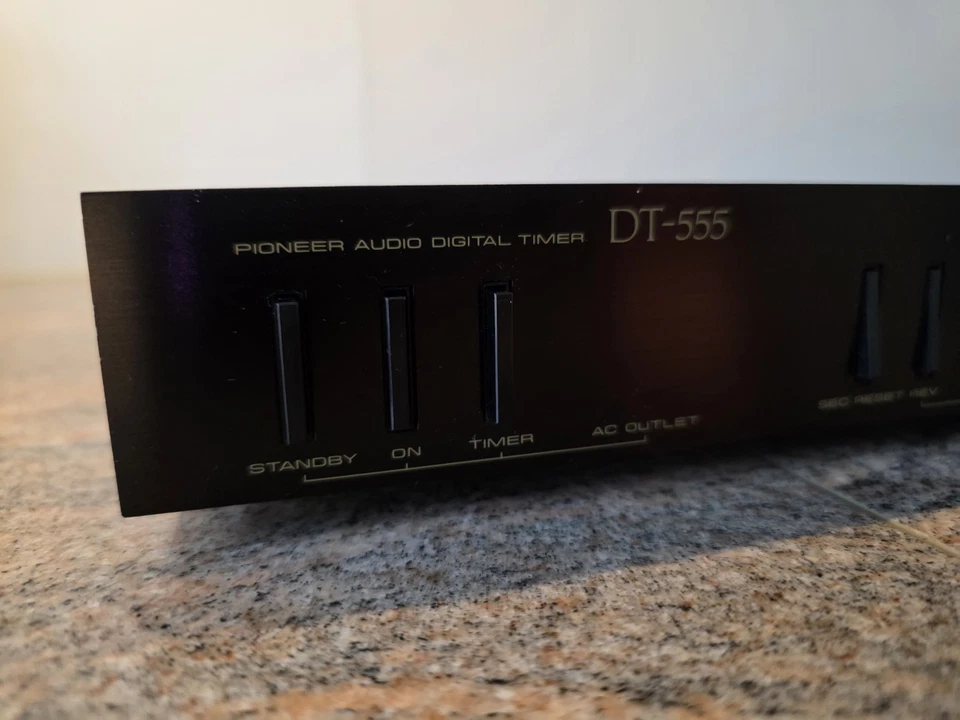 PIONEER AUDIO DIGITAL TIMER
DT-555
STANDBY
ON
TIMER
AC OUTLET
SEC RESET
REV